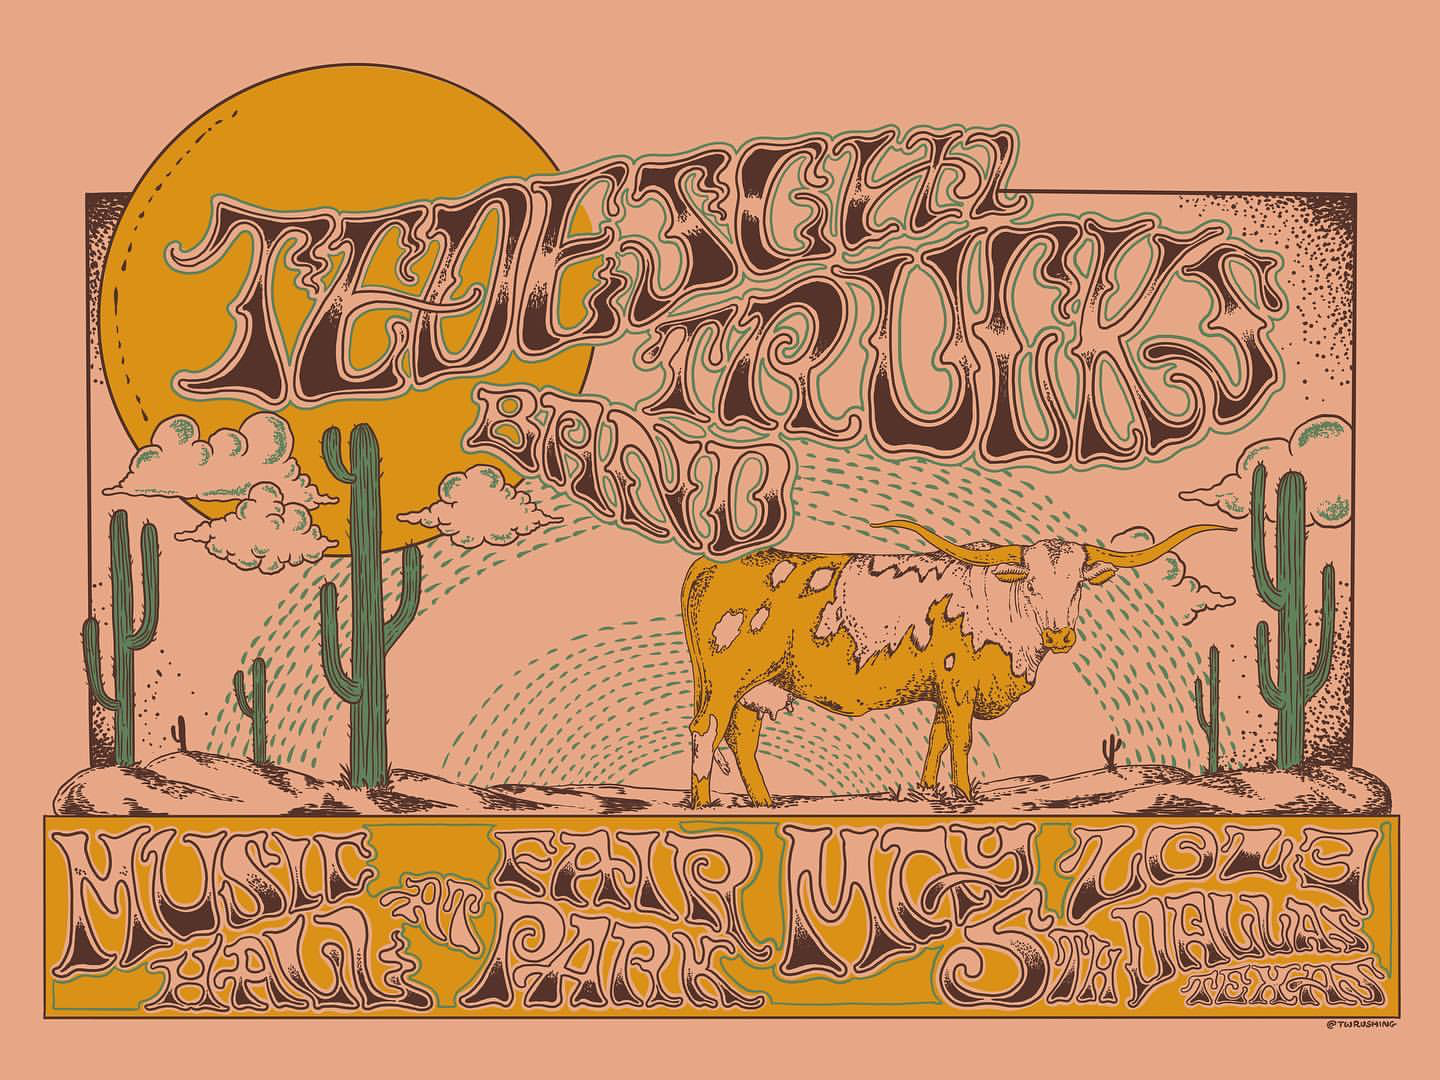 TEDESCHI
TRUCKS
BAND
MUSIC HALL AT FAIR PARK
MAY 5TH 2023
DALLAS
TEXAS
@TWRUSHING